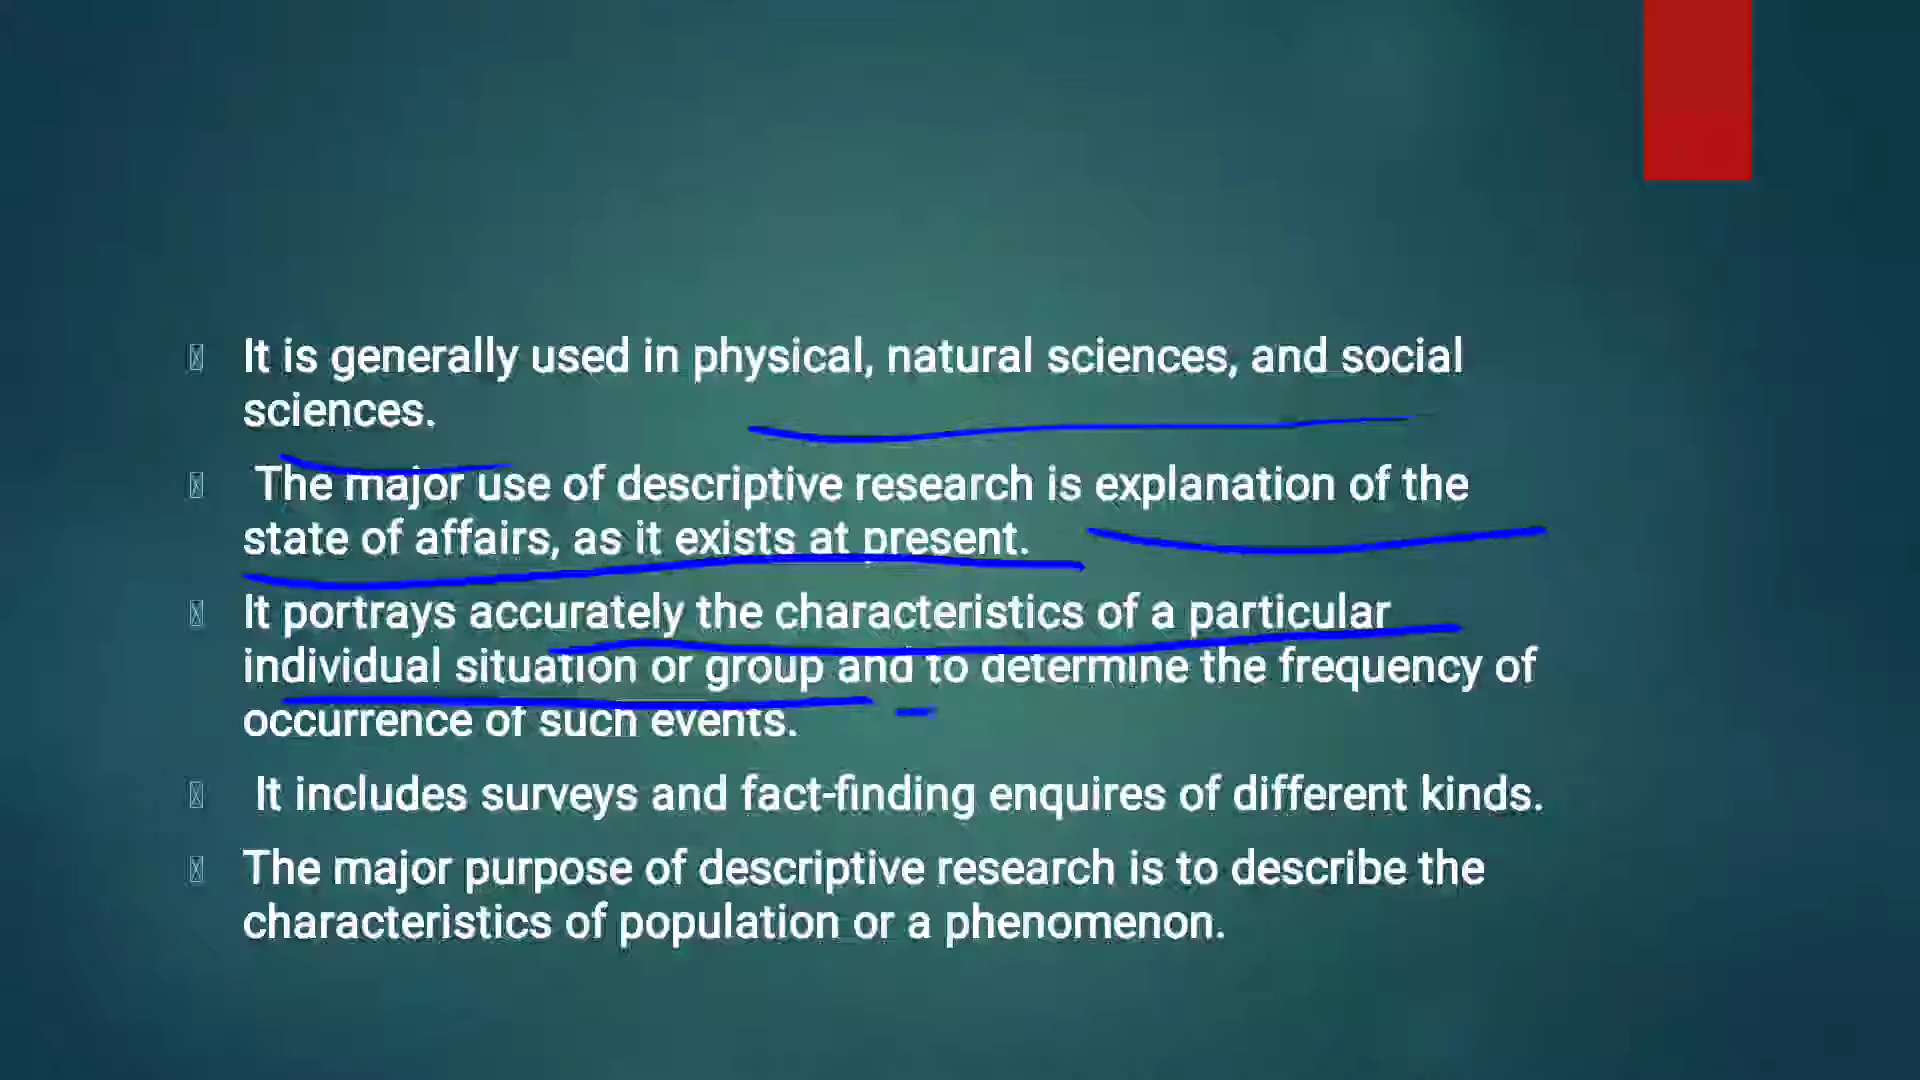 It is generally used in physical, natural sciences, and social
sciences.
The major use of descriptive research is explanation of the
state of affairs, as it exists at present.
It portrays accurately the characteristics of a particular
individual situation or group and to determine the frequency of
occurrence of such events.
It includes surveys and fact-finding enquires of different kinds.
The major purpose of descriptive research is to describe the
characteristics of population or a phenomenon.